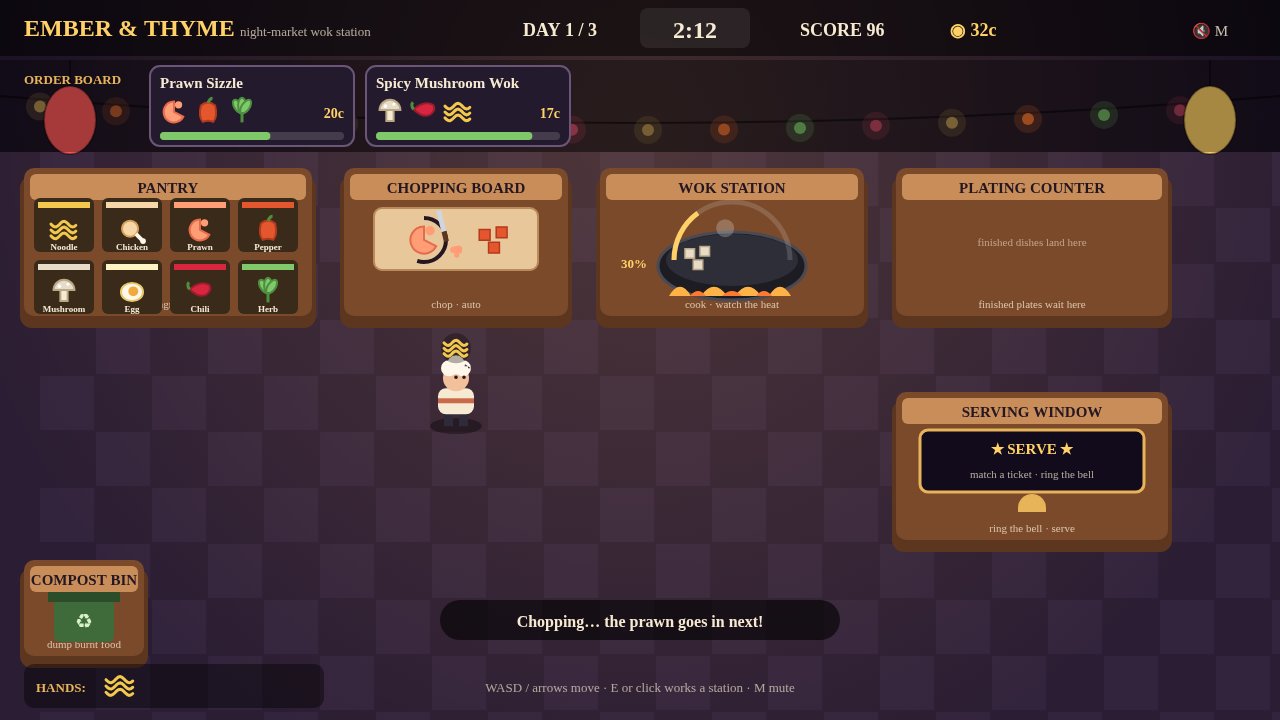 EMBER & THYME night-market wok station
DAY 1 / 3
2:12
SCORE 96
◉ 32c
🔇 M
ORDER BOARD
Prawn Sizzle
20c
Spicy Mushroom Wok
17c
PANTRY
Noodle
Chicken
Prawn
Pepper
Mushroom
Egg
Chili
Herb
CHOPPING BOARD
chop · auto
WOK STATION
30%
cook · watch the heat
PLATING COUNTER
finished dishes land here
finished plates wait here
SERVING WINDOW
★ SERVE ★
match a ticket · ring the bell
ring the bell · serve
COMPOST BIN
♻
dump burnt food
Chopping… the prawn goes in next!
HANDS:
WASD / arrows move · E or click works a station · M mute